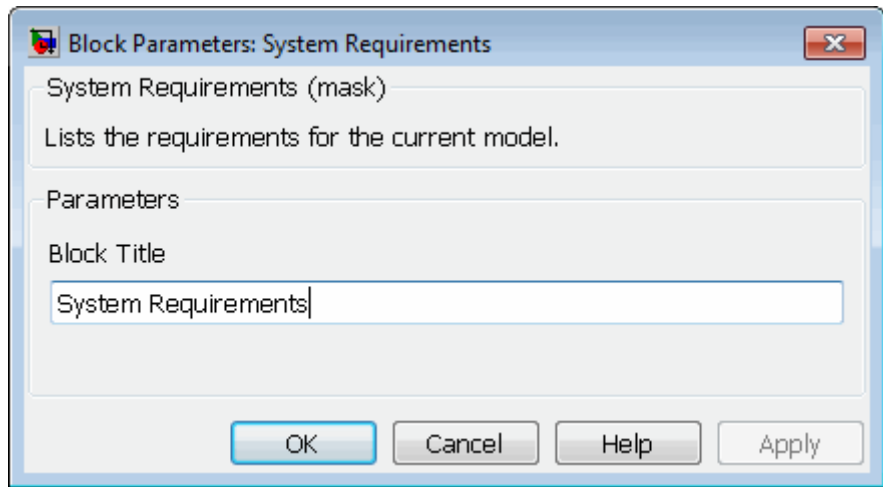 Block Parameters: System Requirements
System Requirements (mask)
Lists the requirements for the current model.
Parameters
Block Title
System Requirements
OK Cancel Help Apply